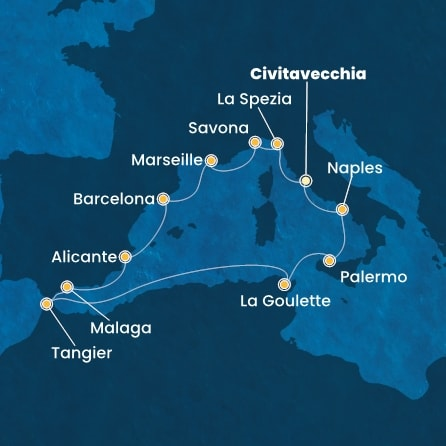 Civitavecchia
La Spezia
Savona
Marseille
Naples
Barcelona
Alicante
Palermo
La Goulette
Malaga
Tangier